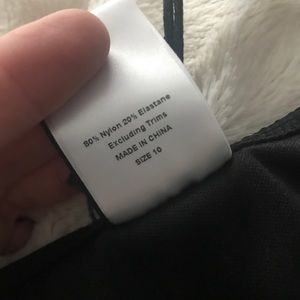 80% Nylon 20% Elastane
Excluding Trims
MADE IN CHINA
SIZE 10